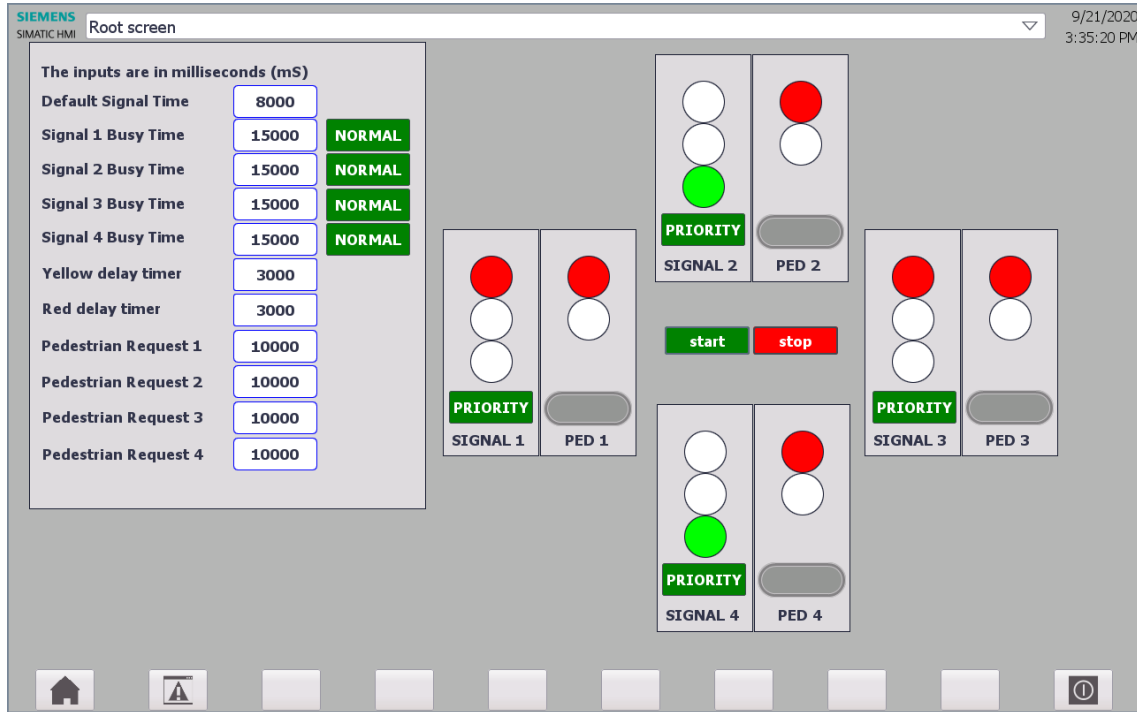 SIEMENS
SIMATIC HMI
Root screen
9/21/2020
3:35:20 PM
The inputs are in milliseconds (mS)
Default Signal Time 8000
Signal 1 Busy Time 15000 NORMAL
Signal 2 Busy Time 15000 NORMAL
Signal 3 Busy Time 15000 NORMAL
Signal 4 Busy Time 15000 NORMAL
Yellow delay timer 3000
Red delay timer 3000
Pedestrian Request 1 10000
Pedestrian Request 2 10000
Pedestrian Request 3 10000
Pedestrian Request 4 10000
PRIORITY
SIGNAL 2 PED 2
start stop
PRIORITY
SIGNAL 1 PED 1
PRIORITY
SIGNAL 3 PED 3
PRIORITY
SIGNAL 4 PED 4